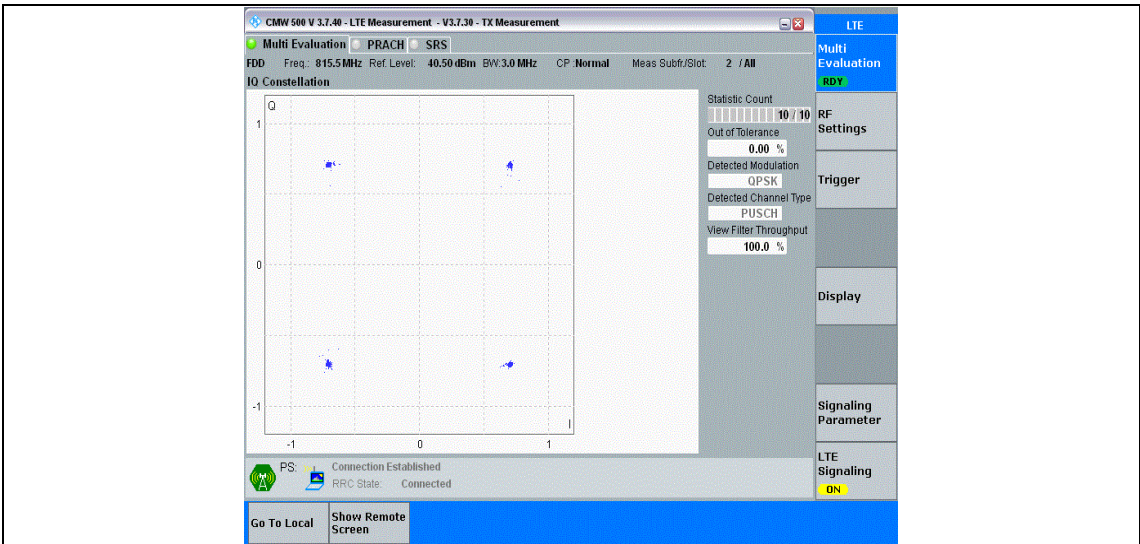 CMW 500 V 3.7.40 - LTE Measurement - V3.7.30 - TX Measurement
LTE
Multi Evaluation PRACH SRS
FDD Freq.: 815.5 MHz Ref. Level: 40.50 dBm BW:3.0 MHz CP :Normal Meas Subfr./Slot: 2 / All
IQ Constellation
Q
1
0
-1
-1
0
1
I
Statistic Count
10 / 10
Out of Tolerance
0.00 %
Detected Modulation
QPSK
Detected Channel Type
PUSCH
View Filter Throughput
100.0 %
Multi
Evaluation
RDY
RF
Settings
Trigger
Display
Signaling
Parameter
LTE
Signaling
ON
PS:
Connection Established
RRC State: Connected
Go To Local
Show Remote
Screen